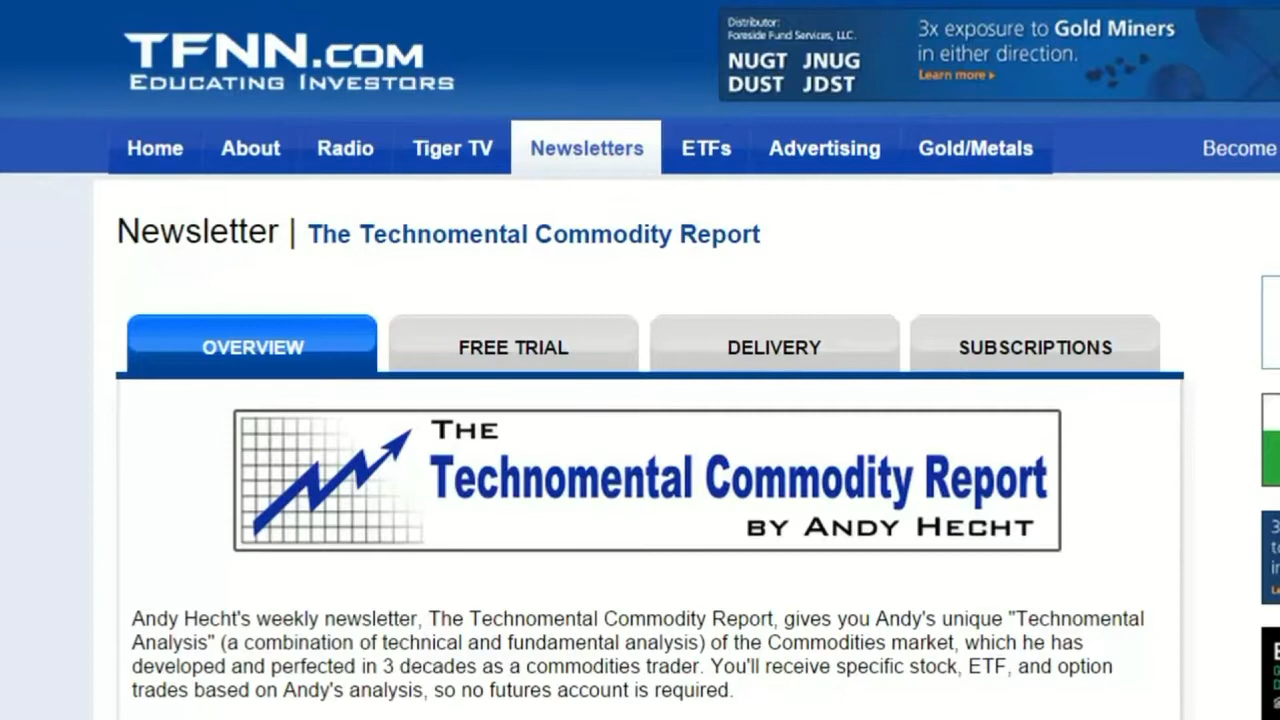 TFNN.COM
EDUCATING INVESTORS
Distributor:
Foreside Fund Services, LLC.
NUGT JNUG
DUST JDST
3x exposure to Gold Miners
in either direction.
Learn more
Home About Radio Tiger TV Newsletters ETFs Advertising Gold/Metals Become
Newsletter | The Technomental Commodity Report
OVERVIEW FREE TRIAL DELIVERY SUBSCRIPTIONS
THE
Technomental Commodity Report
BY ANDY HECHT
Andy Hecht's weekly newsletter, The Technomental Commodity Report, gives you Andy's unique "Technomental
Analysis" (a combination of technical and fundamental analysis) of the Commodities market, which he has
developed and perfected in 3 decades as a commodities trader. You'll receive specific stock, ETF, and option
trades based on Andy's analysis, so no futures account is required.